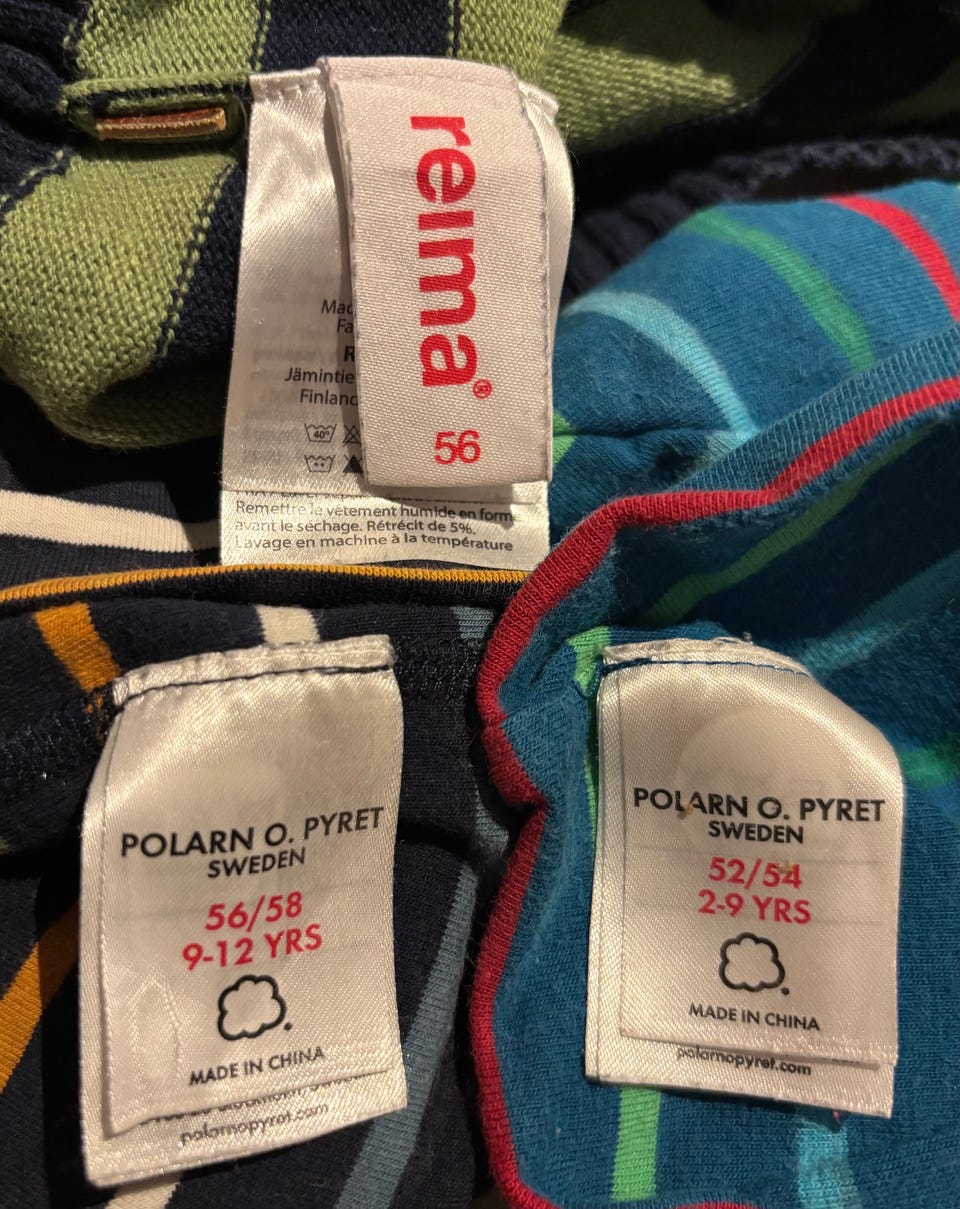 reima®
56
Jämintie
40°
Remettre le vêtement humide en forme
avant le séchage. Rétrécit de 5%.
Lavage en machine à la température
POLARN O. PYRET
SWEDEN
56/58
9-12 YRS
MADE IN CHINA
polarnopyret.com
POLARN O. PYRET
SWEDEN
52/54
2-9 YRS
MADE IN CHINA
polarnopyret.com